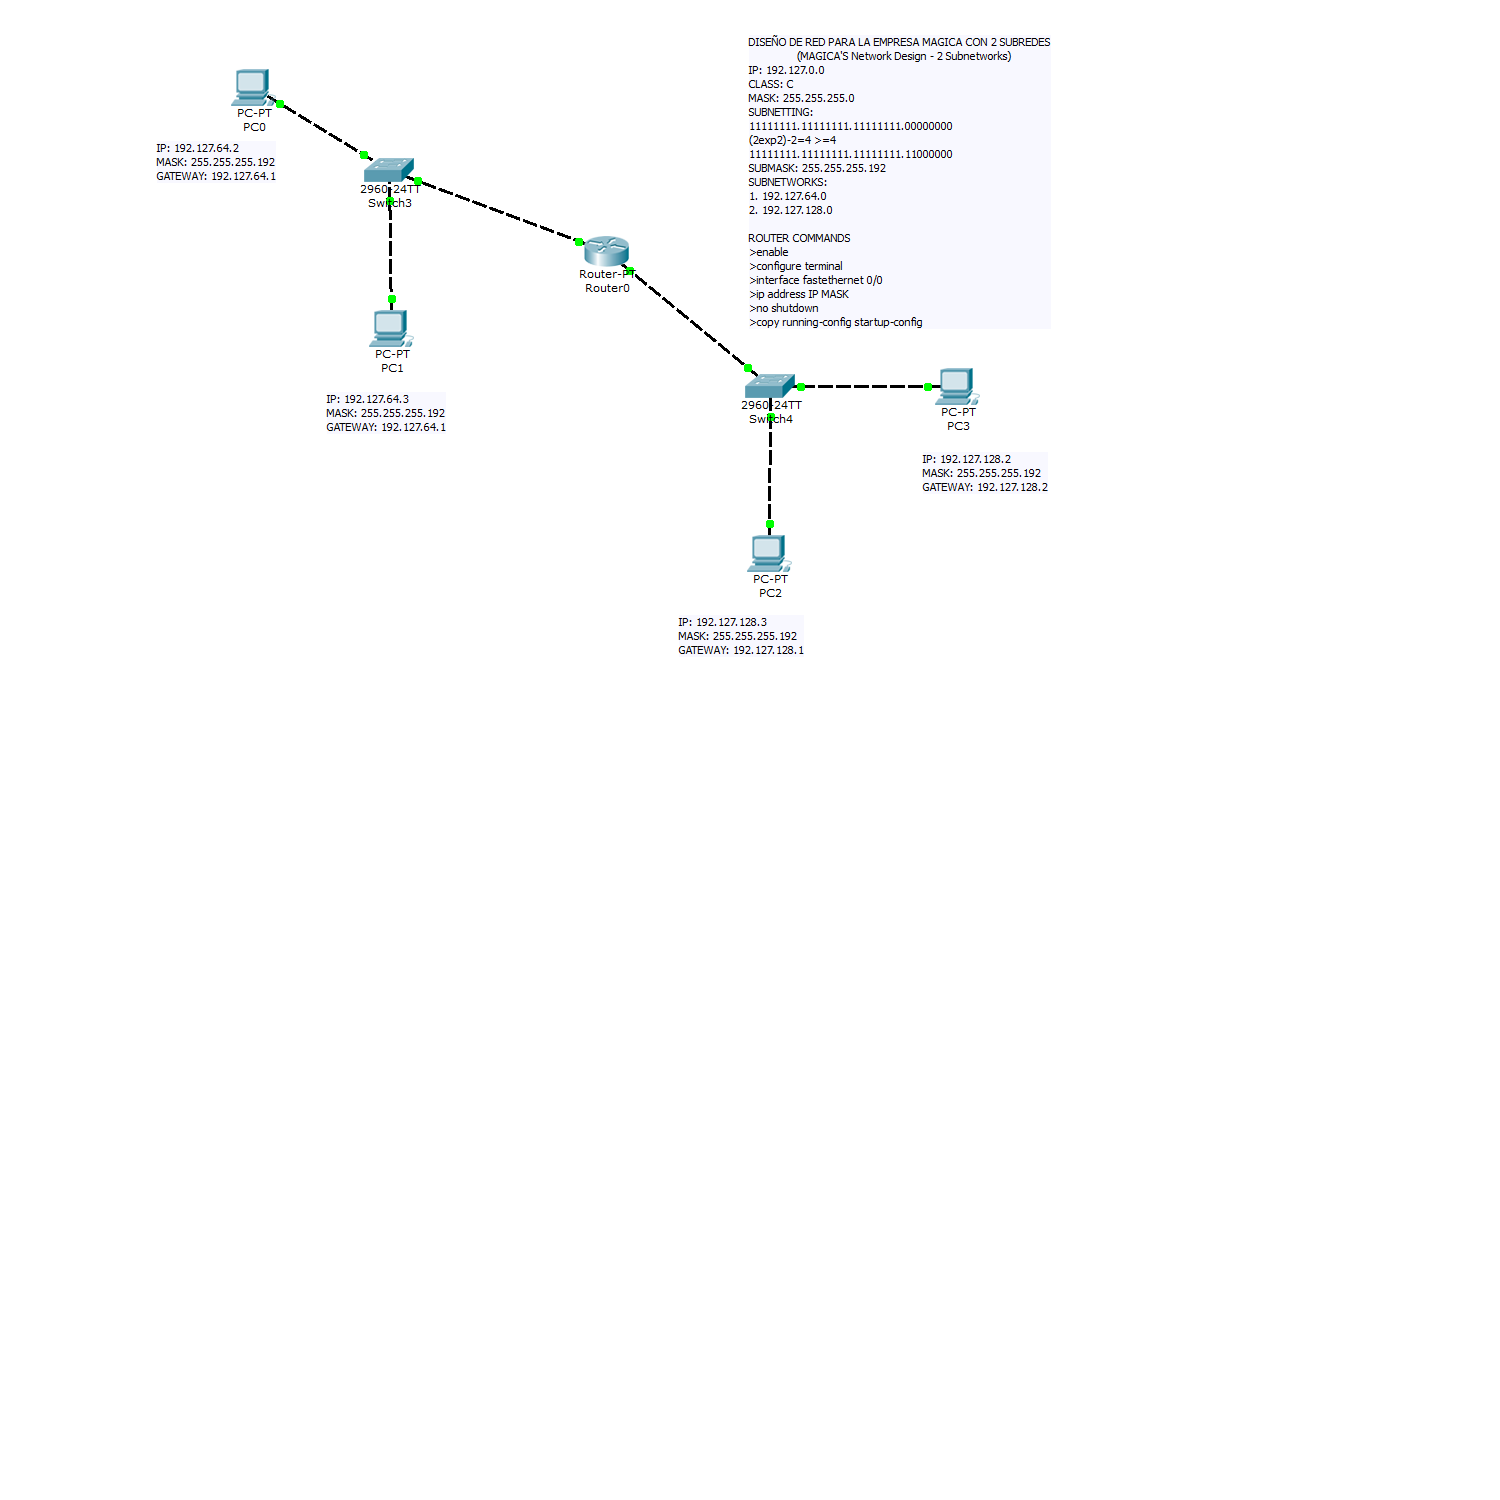 DISEÑO DE RED PARA LA EMPRESA MAGICA CON 2 SUBREDES
(MAGICA'S Network Design - 2 Subnetworks)
IP: 192.127.0.0
CLASS: C
MASK: 255.255.255.0
SUBNETTING:
11111111.11111111.11111111.00000000
(2exp2)-2=4 >=4
11111111.11111111.11111111.11000000
SUBMASK: 255.255.255.192
SUBNETWORKS:
1. 192.127.64.0
2. 192.127.128.0
ROUTER COMMANDS
>enable
>configure terminal
>interface fastethernet 0/0
>ip address IP MASK
>no shutdown
>copy running-config startup-config
PC-PT
PC0
IP: 192.127.64.2
MASK: 255.255.255.192
GATEWAY: 192.127.64.1
2960-24TT
Switch3
Router-PT
Router0
PC-PT
PC1
IP: 192.127.64.3
MASK: 255.255.255.192
GATEWAY: 192.127.64.1
2960-24TT
Switch4
PC-PT
PC3
IP: 192.127.128.2
MASK: 255.255.255.192
GATEWAY: 192.127.128.2
PC-PT
PC2
IP: 192.127.128.3
MASK: 255.255.255.192
GATEWAY: 192.127.128.1